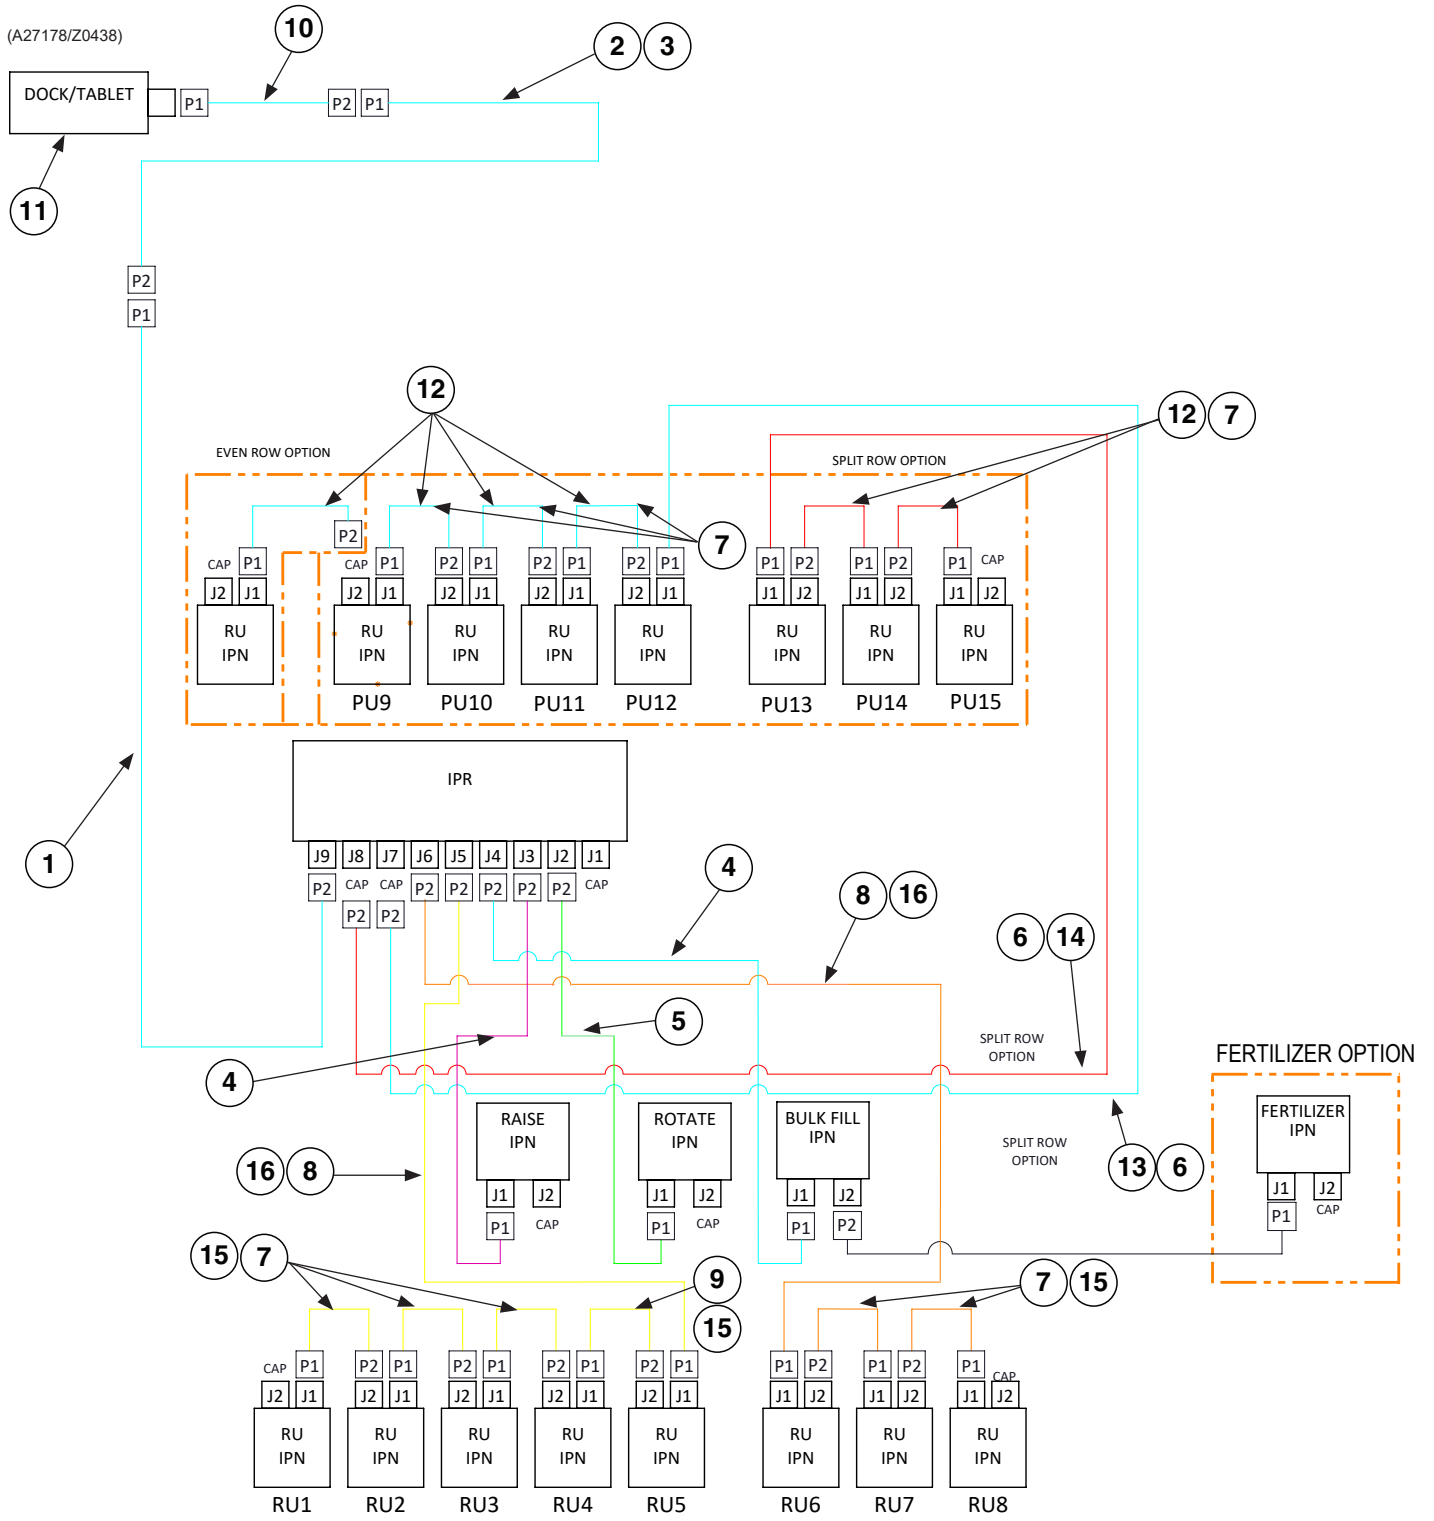 (A27178/Z0438)
10
2 3
DOCK/TABLET P1 P2 P1
11
P2
P1
12
12 7
EVEN ROW OPTION
SPLIT ROW OPTION
P2
7
CAP P1 CAP P1 P2 P1 P2 P1 P2 P1 P1 P2 P1 P2 P1 CAP
J2 J1 J2 J1 J2 J1 J2 J1 J2 J1 J1 J2 J1 J2 J1 J2
RU RU RU RU RU RU RU RU
IPN IPN IPN IPN IPN IPN IPN IPN
PU9 PU10 PU11 PU12 PU13 PU14 PU15
IPR
1
J9 J8 J7 J6 J5 J4 J3 J2 J1
P2 CAP CAP P2 P2 P2 P2 P2 CAP
P2 P2
4
8 16
6 14
5
4
SPLIT ROW
OPTION
FERTILIZER OPTION
RAISE
IPN
ROTATE
IPN
BULK FILL
IPN
FERTILIZER
IPN
SPLIT ROW
OPTION
16 8
13 6
J1 J2 J1 J2 J1 J2 J1 J2
P1 CAP P1 CAP P1 P2 P1 CAP
15 7
9
15
7 15
CAP P1 P2 P1 P2 P1 P2 P1 P2 P1 P1 P2 P1 P2 P1 CAP
J2 J1 J2 J1 J2 J1 J2 J1 J2 J1 J1 J2 J1 J2 J1 J2
RU RU RU RU RU RU RU RU
IPN IPN IPN IPN IPN IPN IPN IPN
RU1 RU2 RU3 RU4 RU5 RU6 RU7 RU8